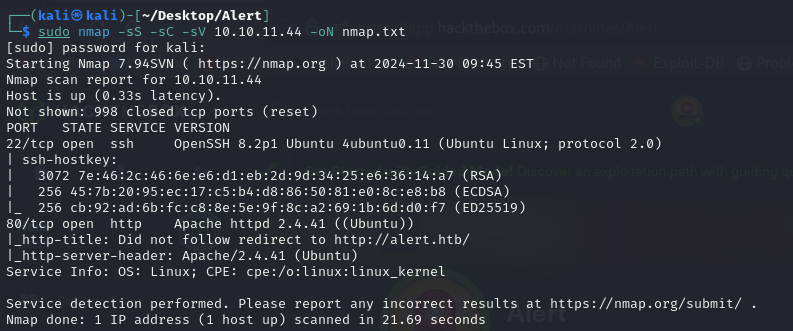 ┌──(kali㉿kali)-[~/Desktop/Alert]
└─$ sudo nmap -sS -sC -sV 10.10.11.44 -oN nmap.txt
[sudo] password for kali:
Starting Nmap 7.94SVN ( https://nmap.org ) at 2024-11-30 09:45 EST
Nmap scan report for 10.10.11.44
Host is up (0.33s latency).
Not shown: 998 closed tcp ports (reset)
PORT   STATE SERVICE VERSION
22/tcp open  ssh     OpenSSH 8.2p1 Ubuntu 4ubuntu0.11 (Ubuntu Linux; protocol 2.0)
| ssh-hostkey:
|   3072 7e:46:2c:46:6e:e6:d1:eb:2d:9d:34:25:e6:36:14:a7 (RSA)
|   256 45:7b:20:95:ec:17:c5:b4:d8:86:50:81:e0:8c:e8:b8 (ECDSA)
|_  256 cb:92:ad:6b:fc:c8:8e:5e:9f:8c:a2:69:1b:6d:d0:f7 (ED25519)
80/tcp open  http    Apache httpd 2.4.41 ((Ubuntu))
|_http-title: Did not follow redirect to http://alert.htb/
|_http-server-header: Apache/2.4.41 (Ubuntu)
Service Info: OS: Linux; CPE: cpe:/o:linux:linux_kernel

Service detection performed. Please report any incorrect results at https://nmap.org/submit/ .
Nmap done: 1 IP address (1 host up) scanned in 21.69 seconds